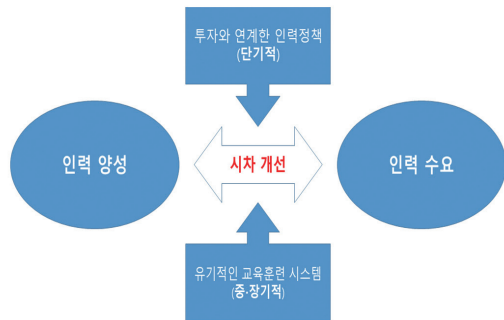 투자와 연계한 인력정책
(단기적)
인력 양성
시차 개선
인력 수요
유기적인 교육훈련 시스템
(중·장기적)